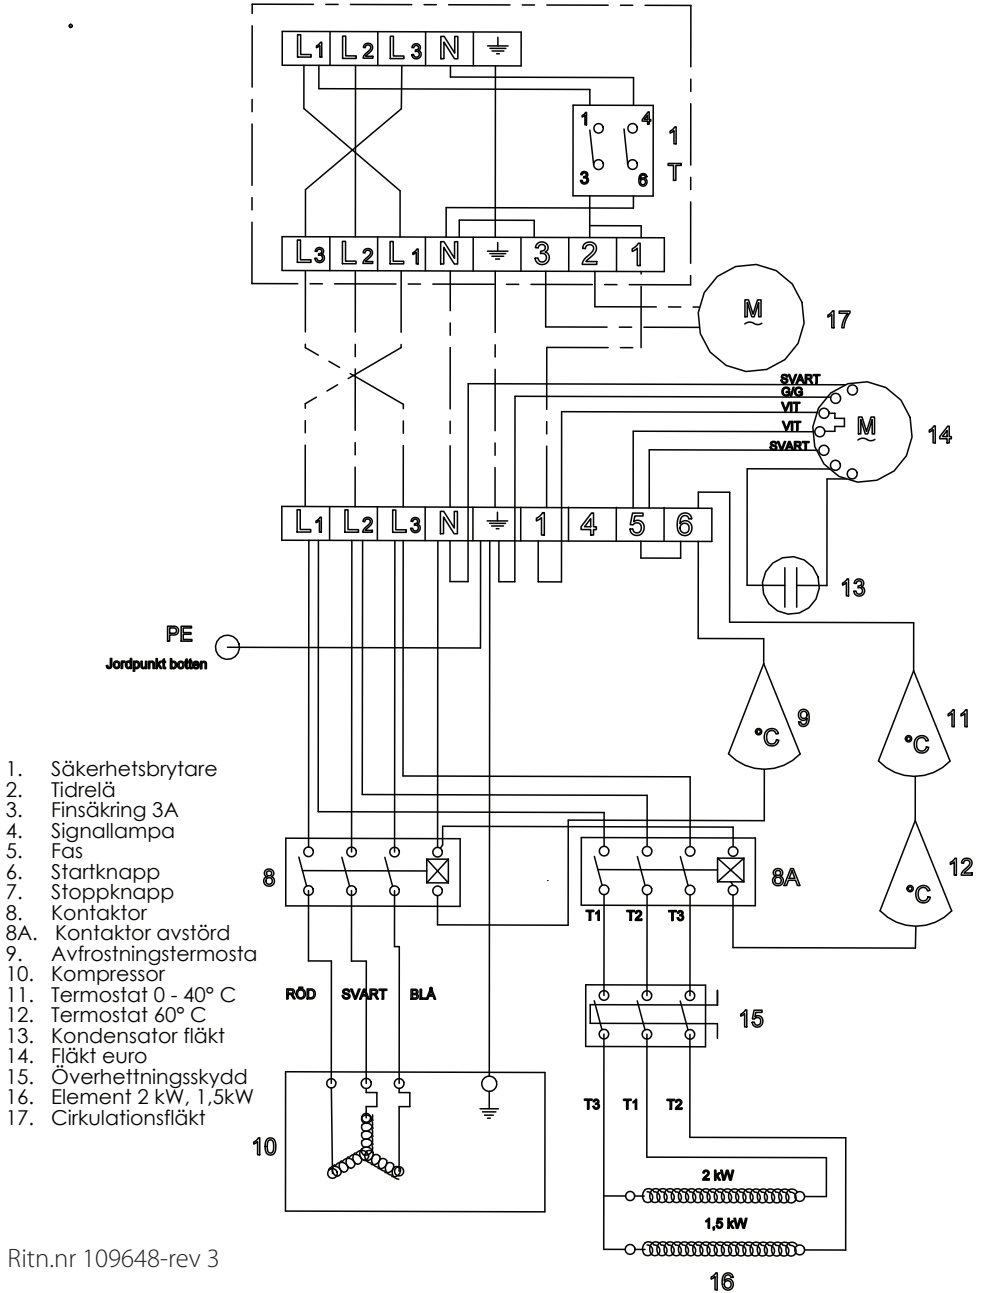 L1 L2 L3 N
1 4
1
T
3 6
L3 L2 L1 N 3 2 1
M
~
17
SVART
G/G
VIT
M
~
VIT
14
SVART
L1 L2 L3 N 1 4 5 6
13
PE
Jordpunkt botten
9
°C
11
°C
1. Säkerhetsbrytare
2. Tidrelä
3. Finsäkring 3A
4. Signallampa
5. Fas
6. Startknapp
7. Stoppknapp
8. Kontaktor
8A. Kontaktor avstörd
9. Avfrostningstermosta
10. Kompressor
11. Termostat 0 - 40° C
12. Termostat 60° C
13. Kondensator fläkt
14. Fläkt euro
15. Överhettningsskydd
16. Element 2 kW, 1,5kW
17. Cirkulationsfläkt
8
8A
12
°C
T1 T2 T3
RÖD SVART BLÅ
15
T3 T1 T2
10
2 kW
1,5 kW
16
Ritn.nr 109648-rev 3